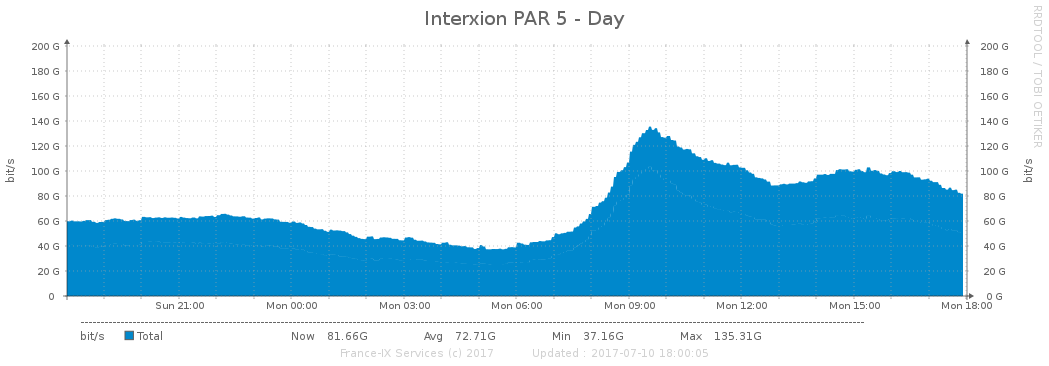 Interxion PAR 5 - Day
RRDTOOL / TOBI OETIKER
bit/s
bit/s
200 G 200 G
180 G 180 G
160 G 160 G
140 G 140 G
120 G 120 G
100 G 100 G
80 G 80 G
60 G 60 G
40 G 40 G
20 G 20 G
0 0 G
Sun 21:00 Mon 00:00 Mon 03:00 Mon 06:00 Mon 09:00 Mon 12:00 Mon 15:00 Mon 18:00
bit/s Total Now 81.66G Avg 72.71G Min 37.16G Max 135.31G
France-IX Services (c) 2017 Updated : 2017-07-10 18:00:05